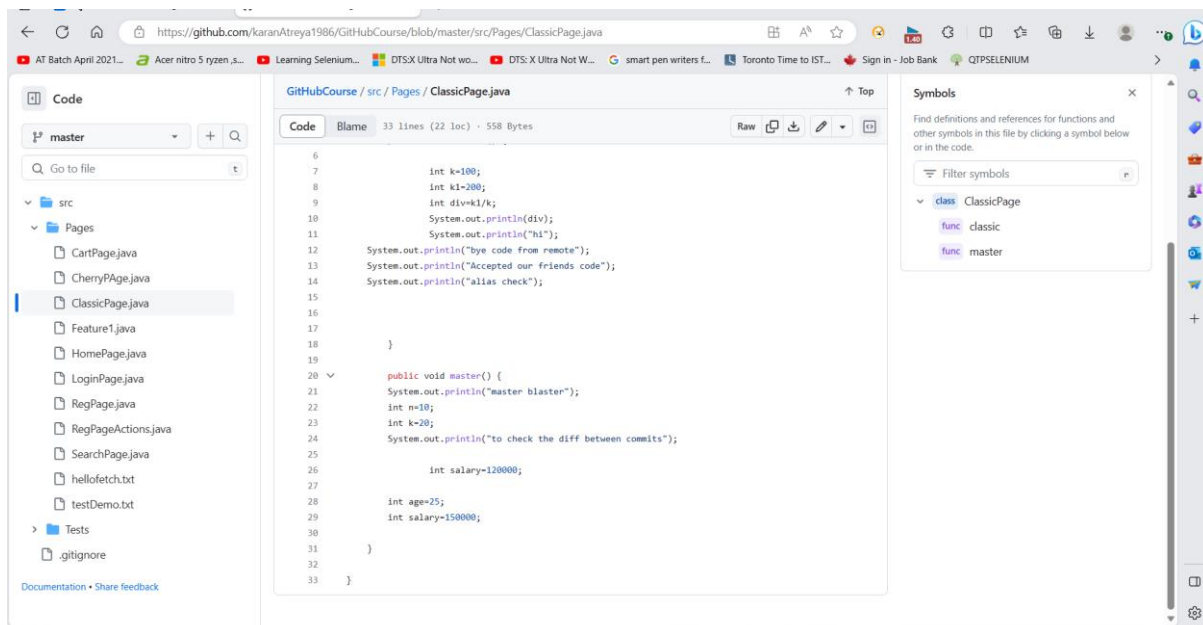 https://github.com/karanAtreya1986/GitHubCourse/blob/master/src/Pages/ClassicPage.java
1.40
AT Batch April 2021... Acer nitro 5 ryzen ,s... Learning Selenium... DTS:X Ultra Not wo... DTS: X Ultra Not W... smart pen writers f... Toronto Time to IST... Sign in - Job Bank QTPSELENIUM
Code
master
Go to file t
src
Pages
CartPage.java
CherryPAge.java
ClassicPage.java
Feature1.java
HomePage.java
LoginPage.java
RegPage.java
RegPageActions.java
SearchPage.java
hellofetch.txt
testDemo.txt
Tests
.gitignore
Documentation • Share feedback
GitHubCourse / src / Pages / ClassicPage.java Top
Code Blame 33 lines (22 loc) · 558 Bytes Raw
6
7 int k=100;
8 int k1=200;
9 int div=k1/k;
10 System.out.println(div);
11 System.out.println("hi");
12 System.out.println("bye code from remote");
13 System.out.println("Accepted our friends code");
14 System.out.println("alias check");
15
16
17
18 }
19
20 public void master() {
21 System.out.println("master blaster");
22 int n=10;
23 int k=20;
24 System.out.println("to check the diff between commits");
25
26 int salary=120000;
27
28 int age=25;
29 int salary=150000;
30
31 }
32
33 }
Symbols
Find definitions and references for functions and
other symbols in this file by clicking a symbol below
or in the code.
Filter symbols r
class ClassicPage
func classic
func master